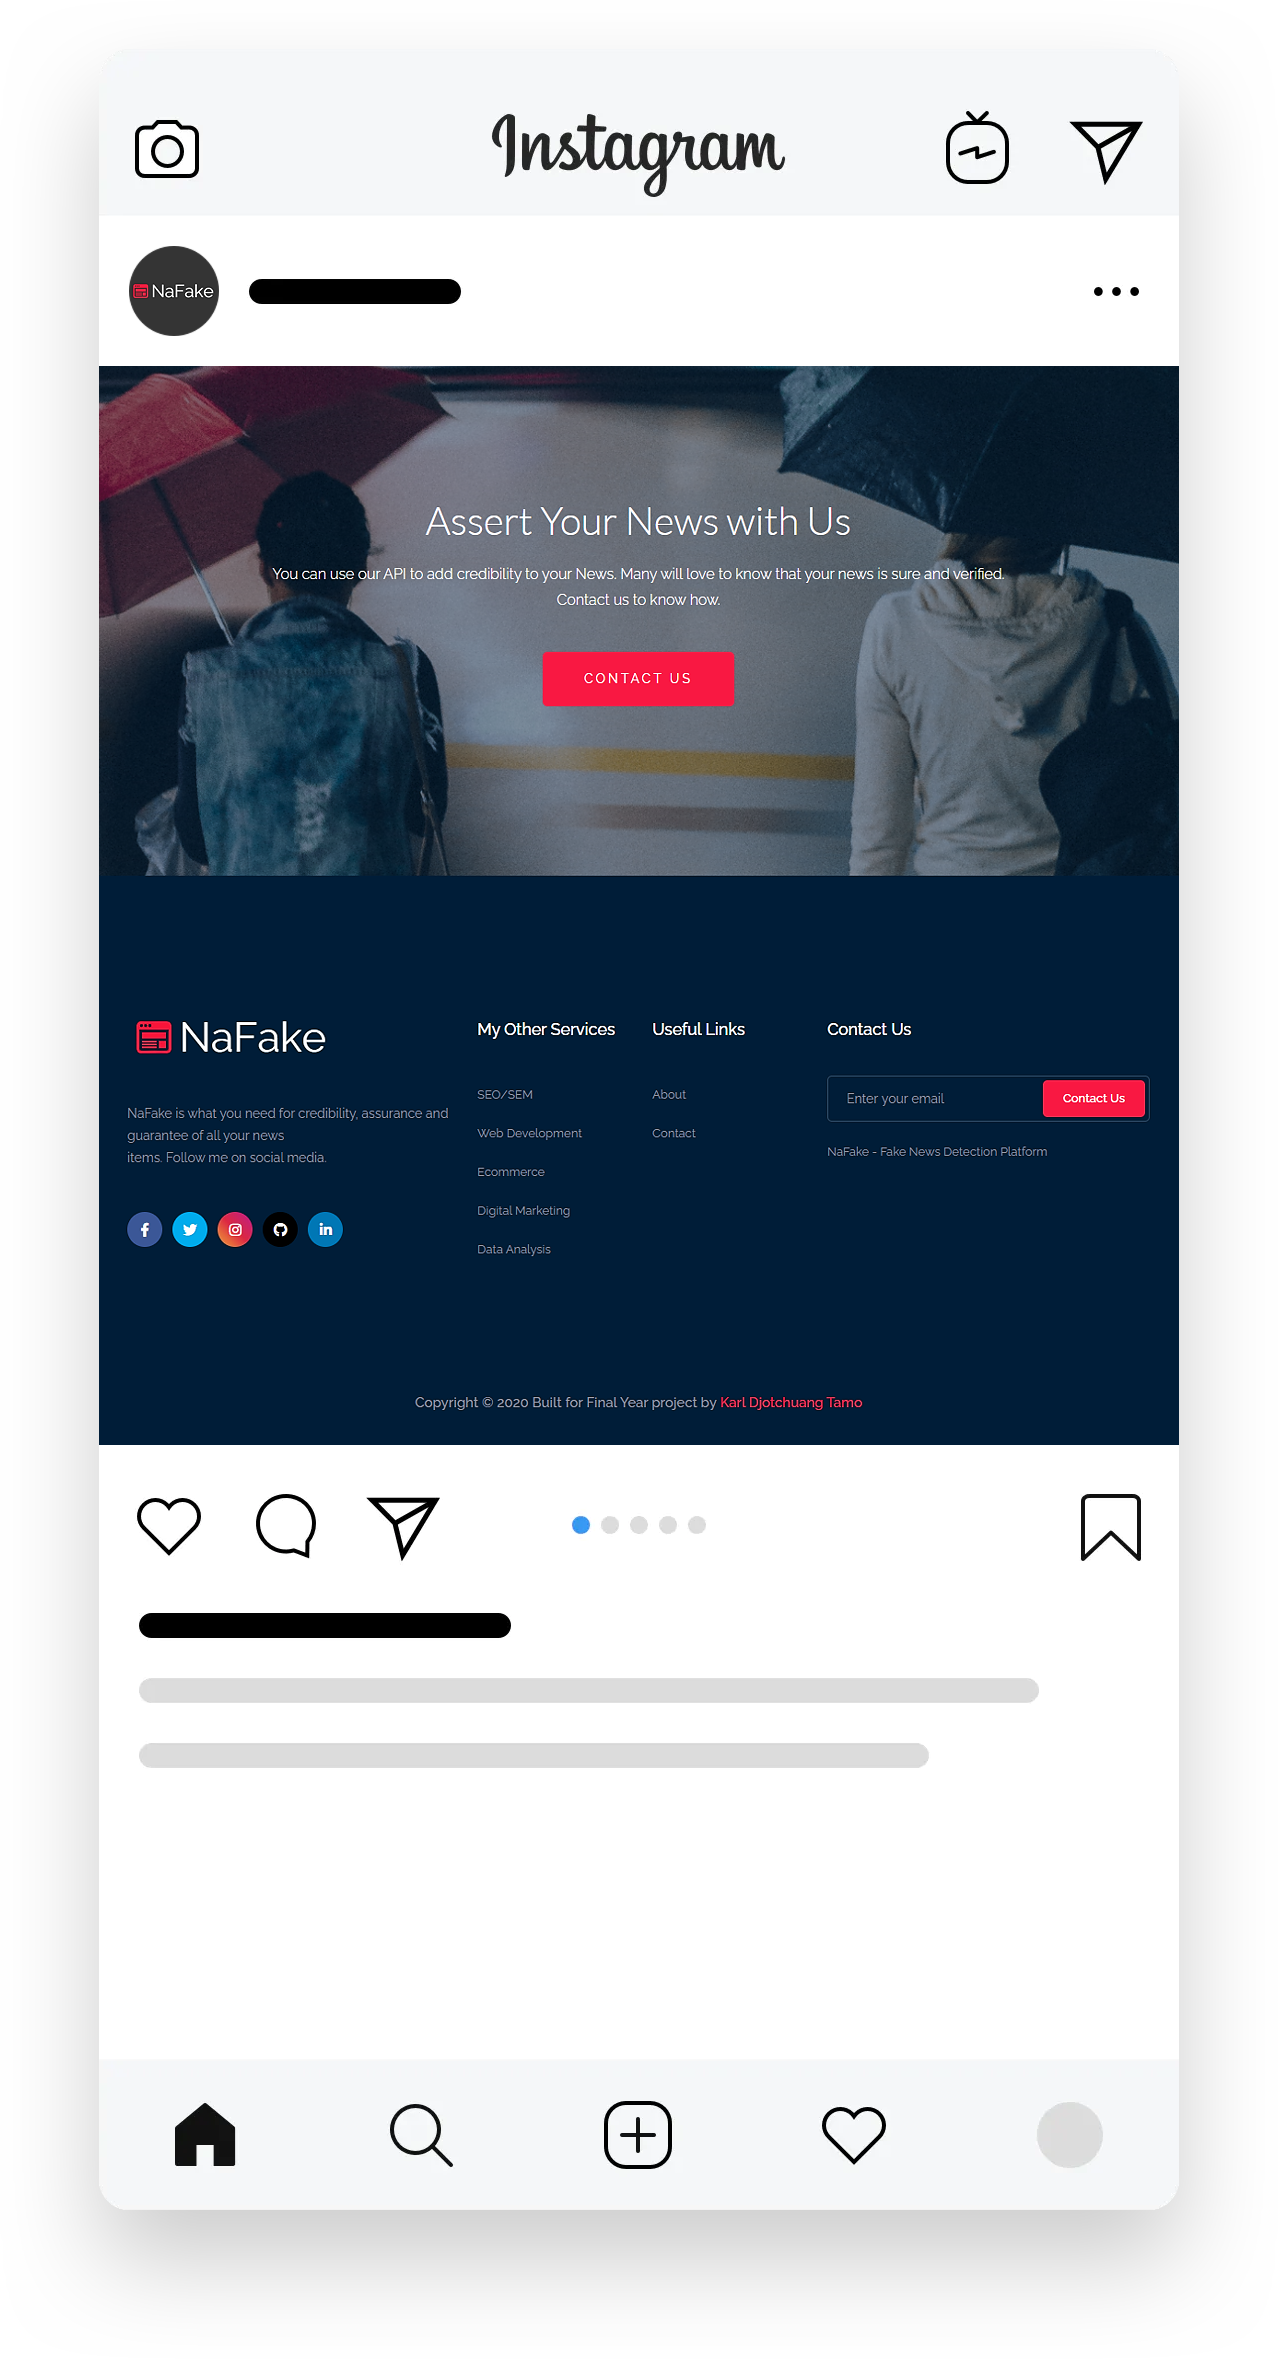 Instagram
NaFake
Assert Your News with Us
You can use our API to add credibility to your News. Many will love to know that your news is sure and verified.
Contact us to know how.
CONTACT US
NaFake
NaFake is what you need for credibility, assurance and
guarantee of all your news
items. Follow me on social media.
My Other Services
SEO/SEM
Web Development
Ecommerce
Digital Marketing
Data Analysis
Useful Links
About
Contact
Contact Us
Enter your email
Contact Us
NaFake - Fake News Detection Platform
Copyright © 2020 Built for Final Year project by Karl Djotchuang Tamo